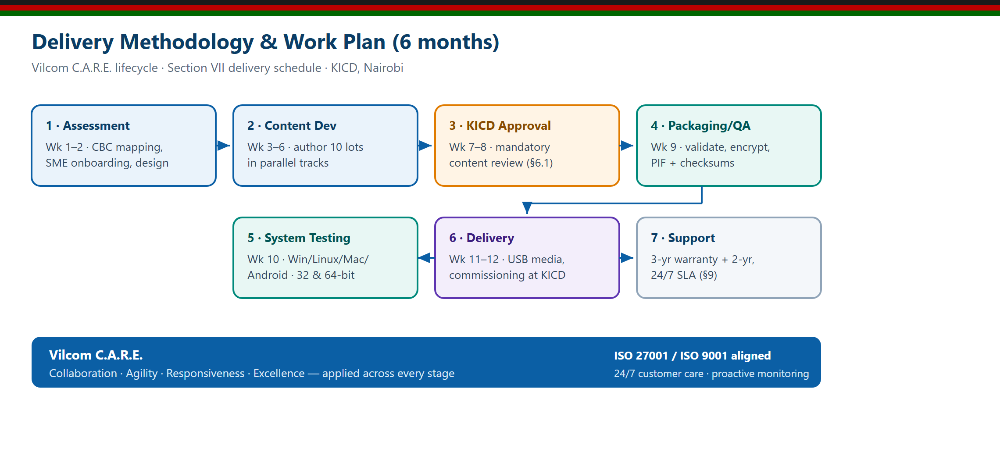 Delivery Methodology & Work Plan (6 months)
Vilcom C.A.R.E. lifecycle · Section VII delivery schedule · KICD, Nairobi
1 · Assessment
Wk 1–2 · CBC mapping,
SME onboarding, design
2 · Content Dev
Wk 3–6 · author 10 lots
in parallel tracks
3 · KICD Approval
Wk 7–8 · mandatory
content review (§6.1)
4 · Packaging/QA
Wk 9 · validate, encrypt,
PIF + checksums
5 · System Testing
Wk 10 · Win/Linux/Mac/
Android · 32 & 64-bit
6 · Delivery
Wk 11–12 · USB media,
commissioning at KICD
7 · Support
3-yr warranty + 2-yr,
24/7 SLA (§9)
Vilcom C.A.R.E.
Collaboration · Agility · Responsiveness · Excellence — applied across every stage
ISO 27001 / ISO 9001 aligned
24/7 customer care · proactive monitoring